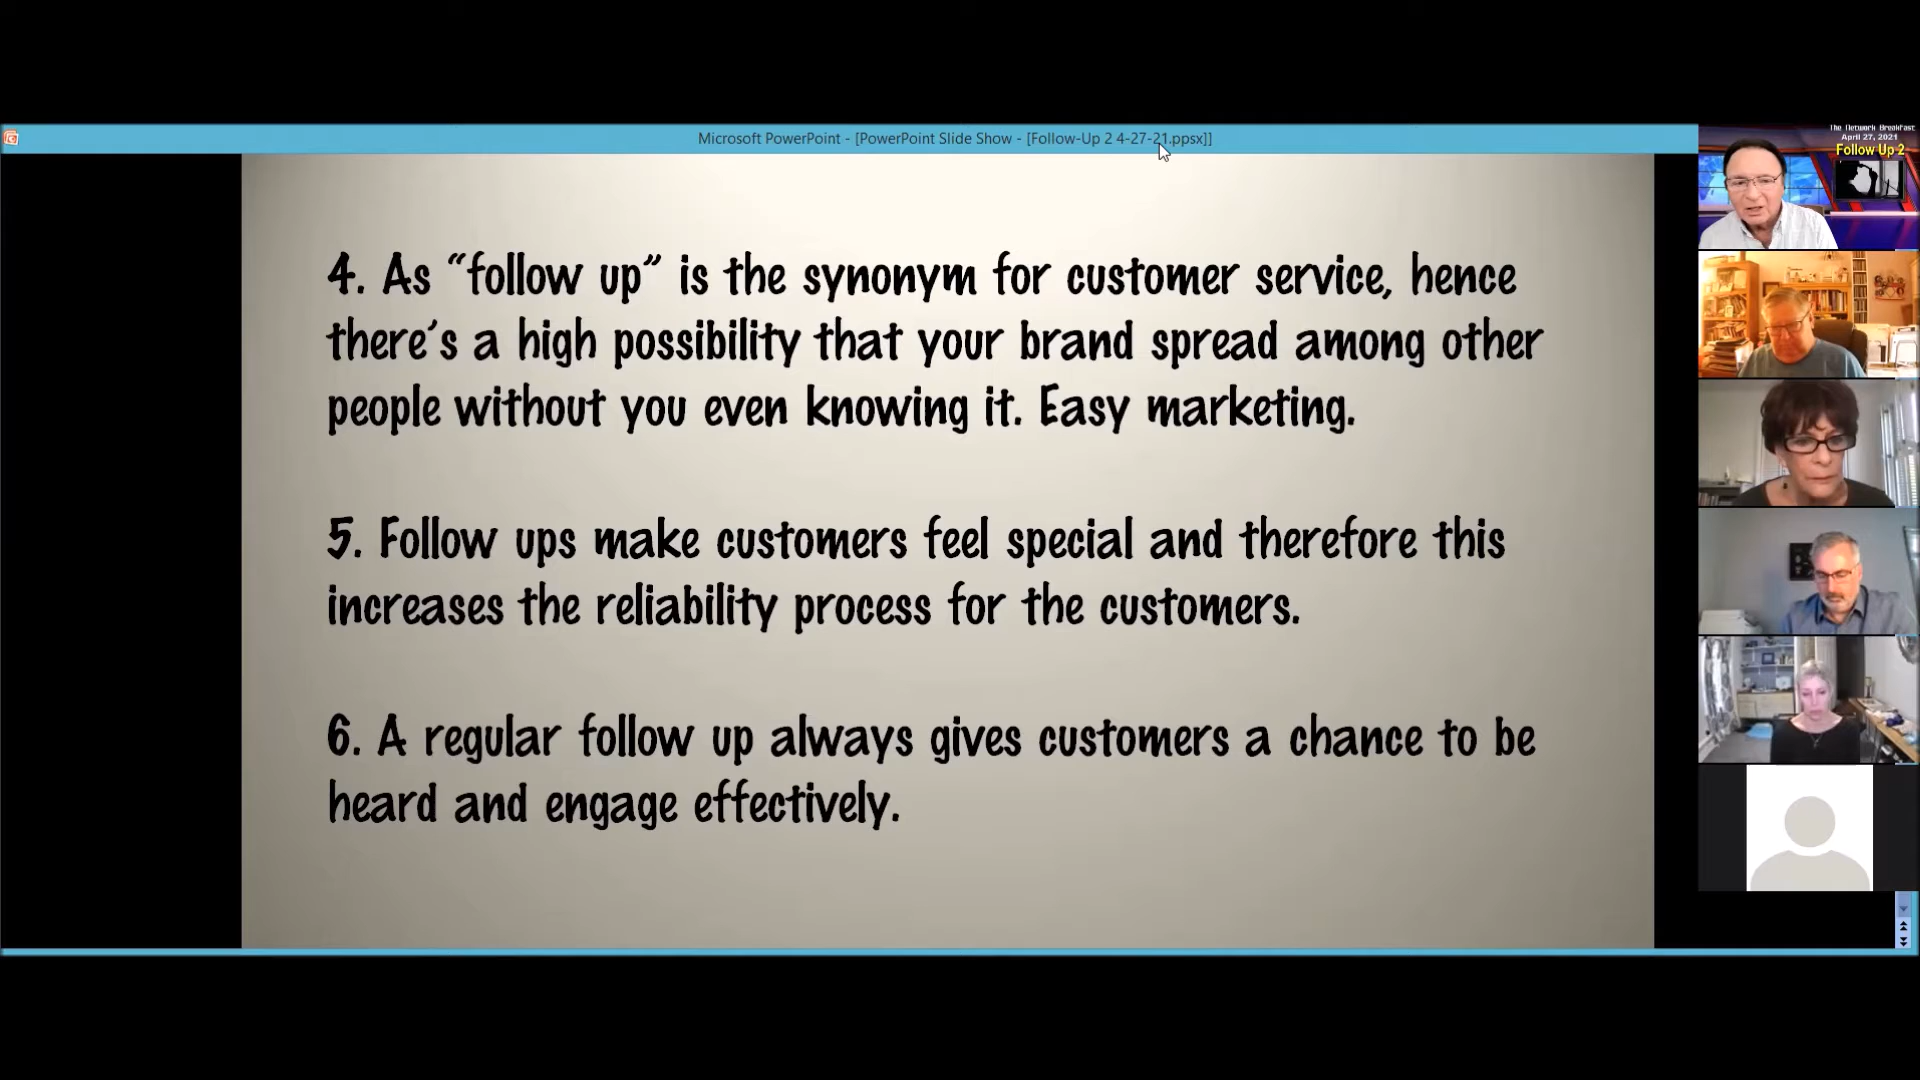 Microsoft PowerPoint - [PowerPoint Slide Show - [Follow-Up 2 4-27-21.ppsx]]
4. As “follow up” is the synonym for customer service, hence
there’s a high possibility that your brand spread among other
people without you even knowing it. Easy marketing.
5. Follow ups make customers feel special and therefore this
increases the reliability process for the customers.
6. A regular follow up always gives customers a chance to be
heard and engage effectively.
The Network Breakfast
April 27, 2021
Follow Up 2